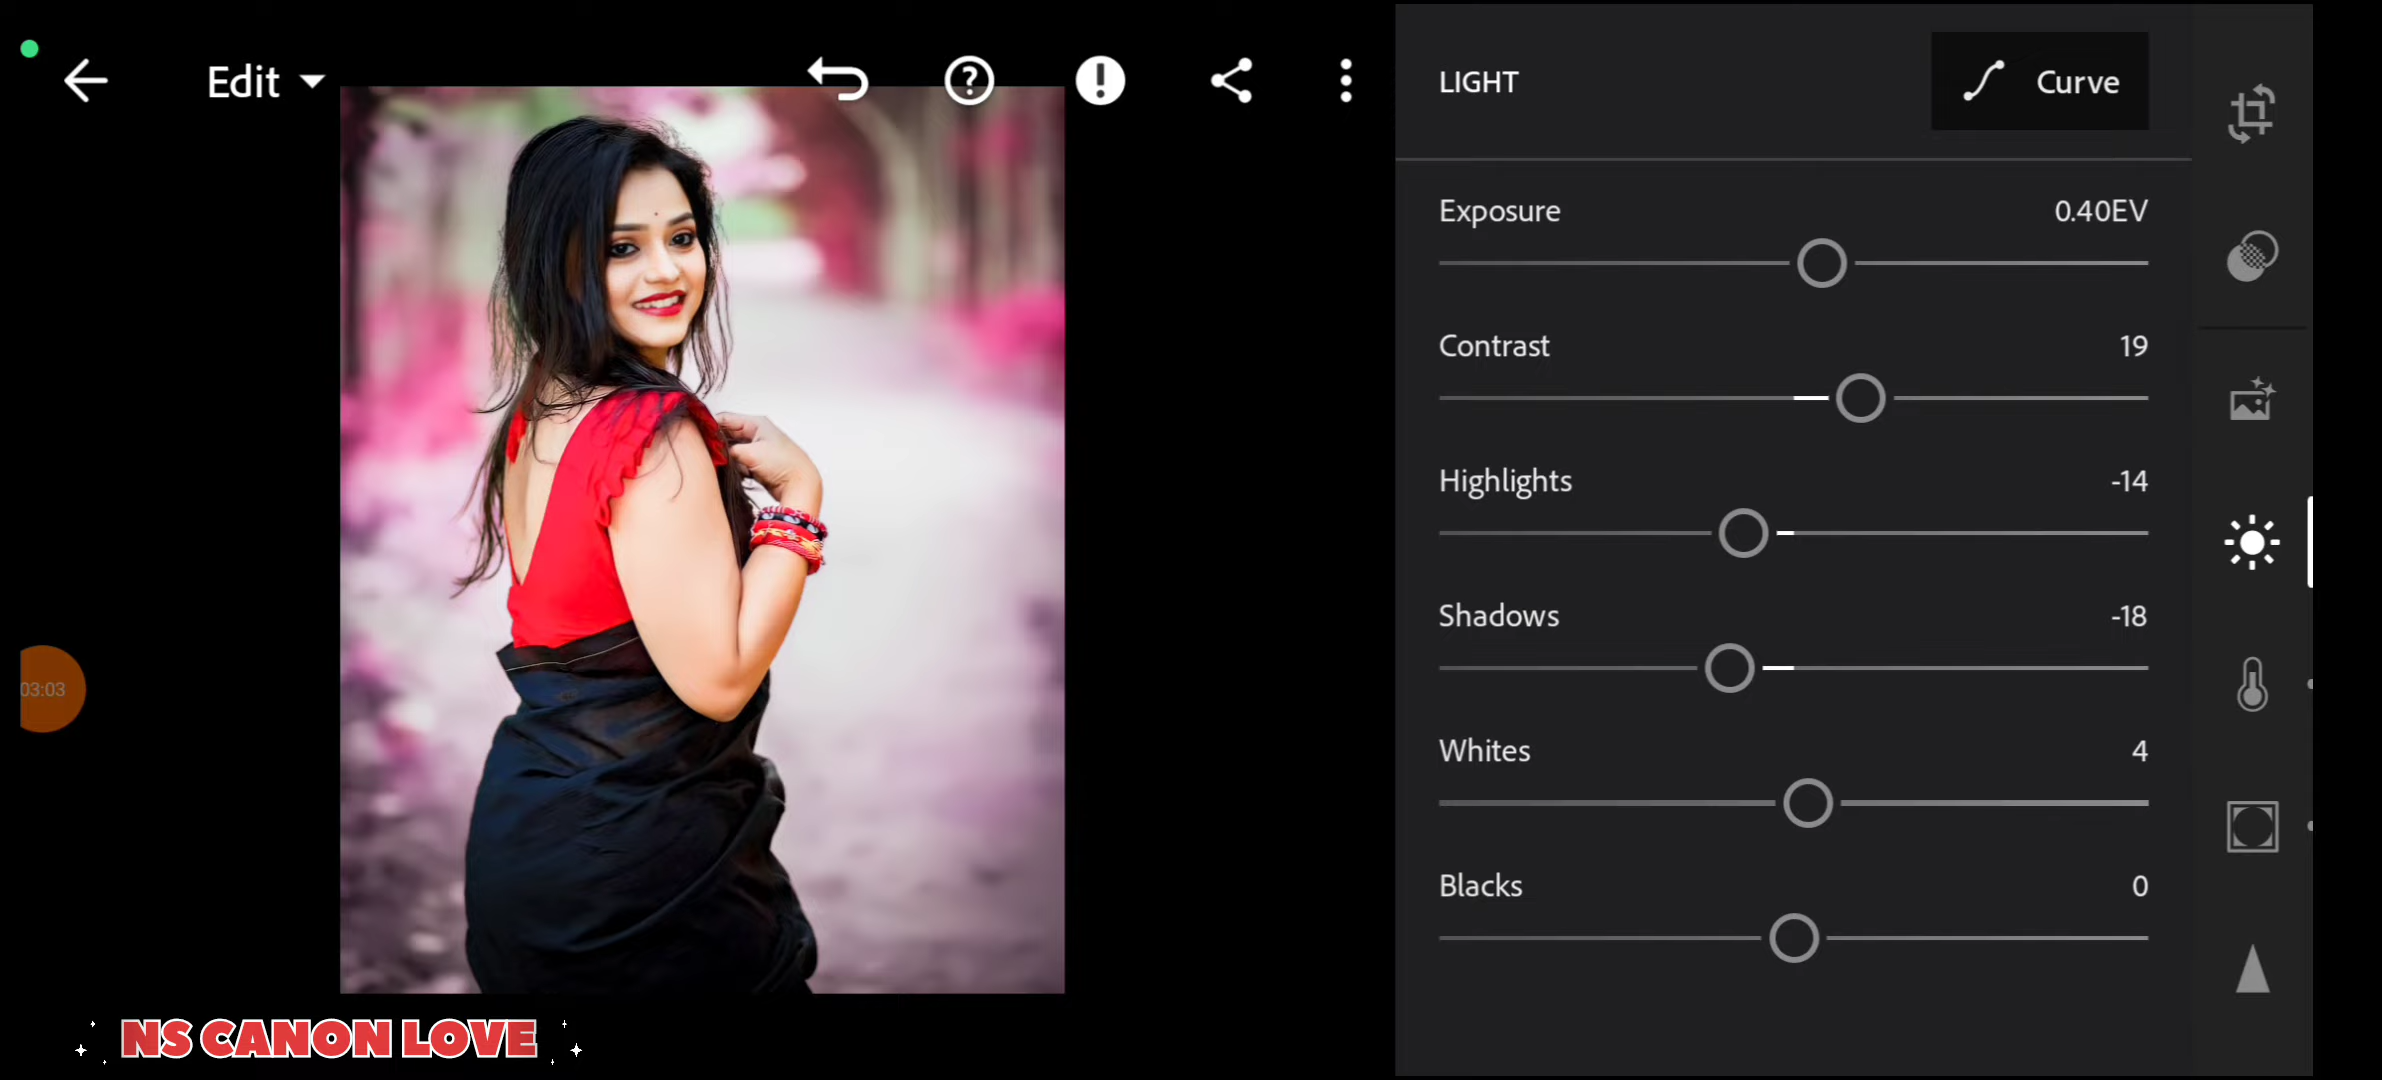 Edit
LIGHT
Curve
Exposure 0.40EV
Contrast 19
Highlights -14
Shadows -18
Whites 4
Blacks 0
03:03
NS CANON LOVE